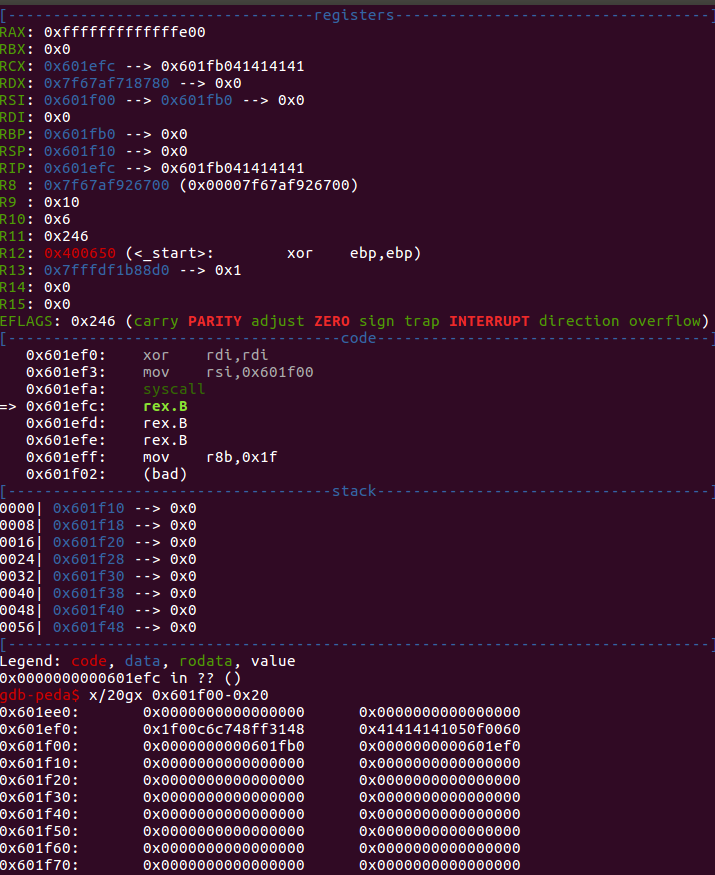 [----------------------------------registers-----------------------------------]
RAX: 0xfffffffffffffe00
RBX: 0x0
RCX: 0x601efc --> 0x601fb041414141
RDX: 0x7f67af718780 --> 0x0
RSI: 0x601f00 --> 0x601fb0 --> 0x0
RDI: 0x0
RBP: 0x601fb0 --> 0x0
RSP: 0x601f10 --> 0x0
RIP: 0x601efc --> 0x601fb041414141
R8 : 0x7f67af926700 (0x00007f67af926700)
R9 : 0x10
R10: 0x6
R11: 0x246
R12: 0x400650 (<_start>:        xor    ebp,ebp)
R13: 0x7fffdf1b88d0 --> 0x1
R14: 0x0
R15: 0x0
EFLAGS: 0x246 (carry PARITY adjust ZERO sign trap INTERRUPT direction overflow)
[-------------------------------------code-------------------------------------]
   0x601ef0:    xor    rdi,rdi
   0x601ef3:    mov    rsi,0x601f00
   0x601efa:    syscall
=> 0x601efc:    rex.B
   0x601efd:    rex.B
   0x601efe:    rex.B
   0x601eff:    mov    r8b,0x1f
   0x601f02:    (bad)
[------------------------------------stack-------------------------------------]
0000| 0x601f10 --> 0x0
0008| 0x601f18 --> 0x0
0016| 0x601f20 --> 0x0
0024| 0x601f28 --> 0x0
0032| 0x601f30 --> 0x0
0040| 0x601f38 --> 0x0
0048| 0x601f40 --> 0x0
0056| 0x601f48 --> 0x0
[------------------------------------------------------------------------------]
Legend: code, data, rodata, value
0x0000000000601efc in ?? ()
gdb-peda$ x/20gx 0x601f00-0x20
0x601ee0:       0x0000000000000000      0x0000000000000000
0x601ef0:       0x1f00c6c748ff3148      0x41414141050f0060
0x601f00:       0x0000000000601fb0      0x0000000000601ef0
0x601f10:       0x0000000000000000      0x0000000000000000
0x601f20:       0x0000000000000000      0x0000000000000000
0x601f30:       0x0000000000000000      0x0000000000000000
0x601f40:       0x0000000000000000      0x0000000000000000
0x601f50:       0x0000000000000000      0x0000000000000000
0x601f60:       0x0000000000000000      0x0000000000000000
0x601f70:       0x0000000000000000      0x0000000000000000